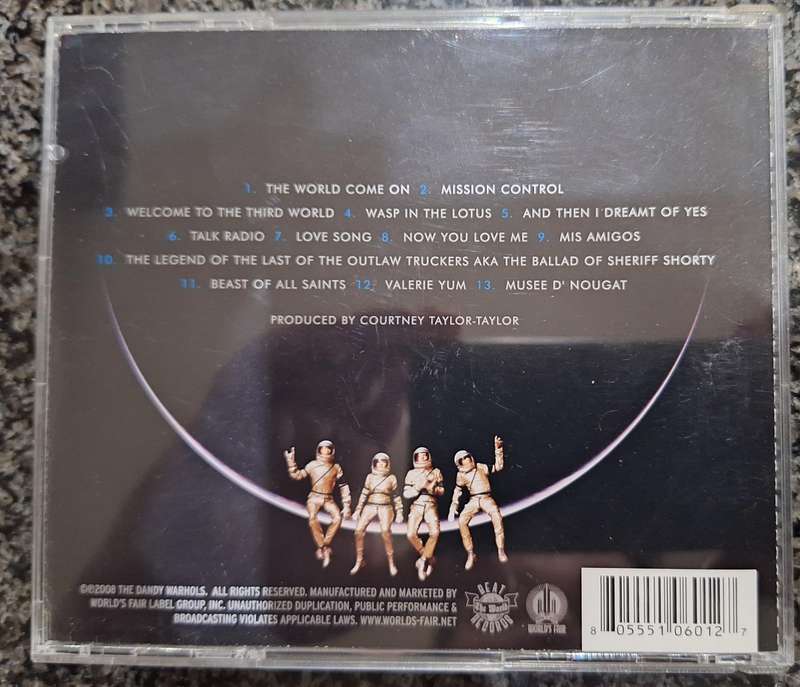 1. THE WORLD COME ON 2. MISSION CONTROL
3. WELCOME TO THE THIRD WORLD 4. WASP IN THE LOTUS 5. AND THEN I DREAMT OF YES
6. TALK RADIO 7. LOVE SONG 8. NOW YOU LOVE ME 9. MIS AMIGOS
10. THE LEGEND OF THE LAST OF THE OUTLAW TRUCKERS AKA THE BALLAD OF SHERIFF SHORTY
11. BEAST OF ALL SAINTS 12. VALERIE YUM 13. MUSEE D' NOUGAT
PRODUCED BY COURTNEY TAYLOR-TAYLOR
©℗2008 THE DANDY WARHOLS. ALL RIGHTS RESERVED. MANUFACTURED AND MARKETED BY
WORLD'S FAIR LABEL GROUP, INC. UNAUTHORIZED DUPLICATION, PUBLIC PERFORMANCE &
BROADCASTING VIOLATES APPLICABLE LAWS. WWW.WORLDS-FAIR.NET
BEAT
The World
RECORDS
WORLD'S FAIR
8 05551 06012 7